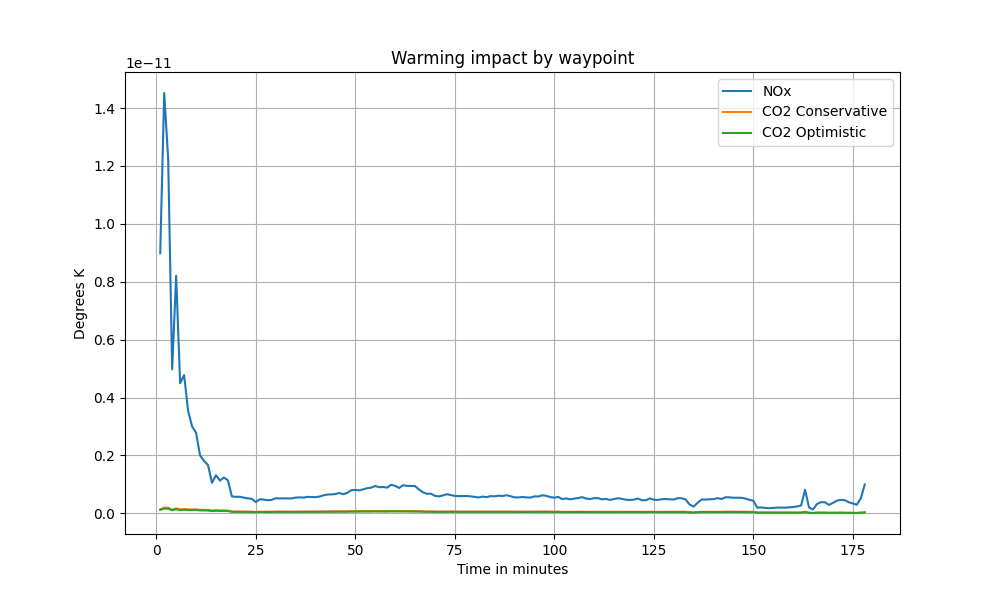 Warming impact by waypoint
1e−11
NOx
CO2 Conservative
CO2 Optimistic
1.4
1.2
1.0
0.8
0.6
0.4
0.2
0.0
Degrees K
0 25 50 75 100 125 150 175
Time in minutes